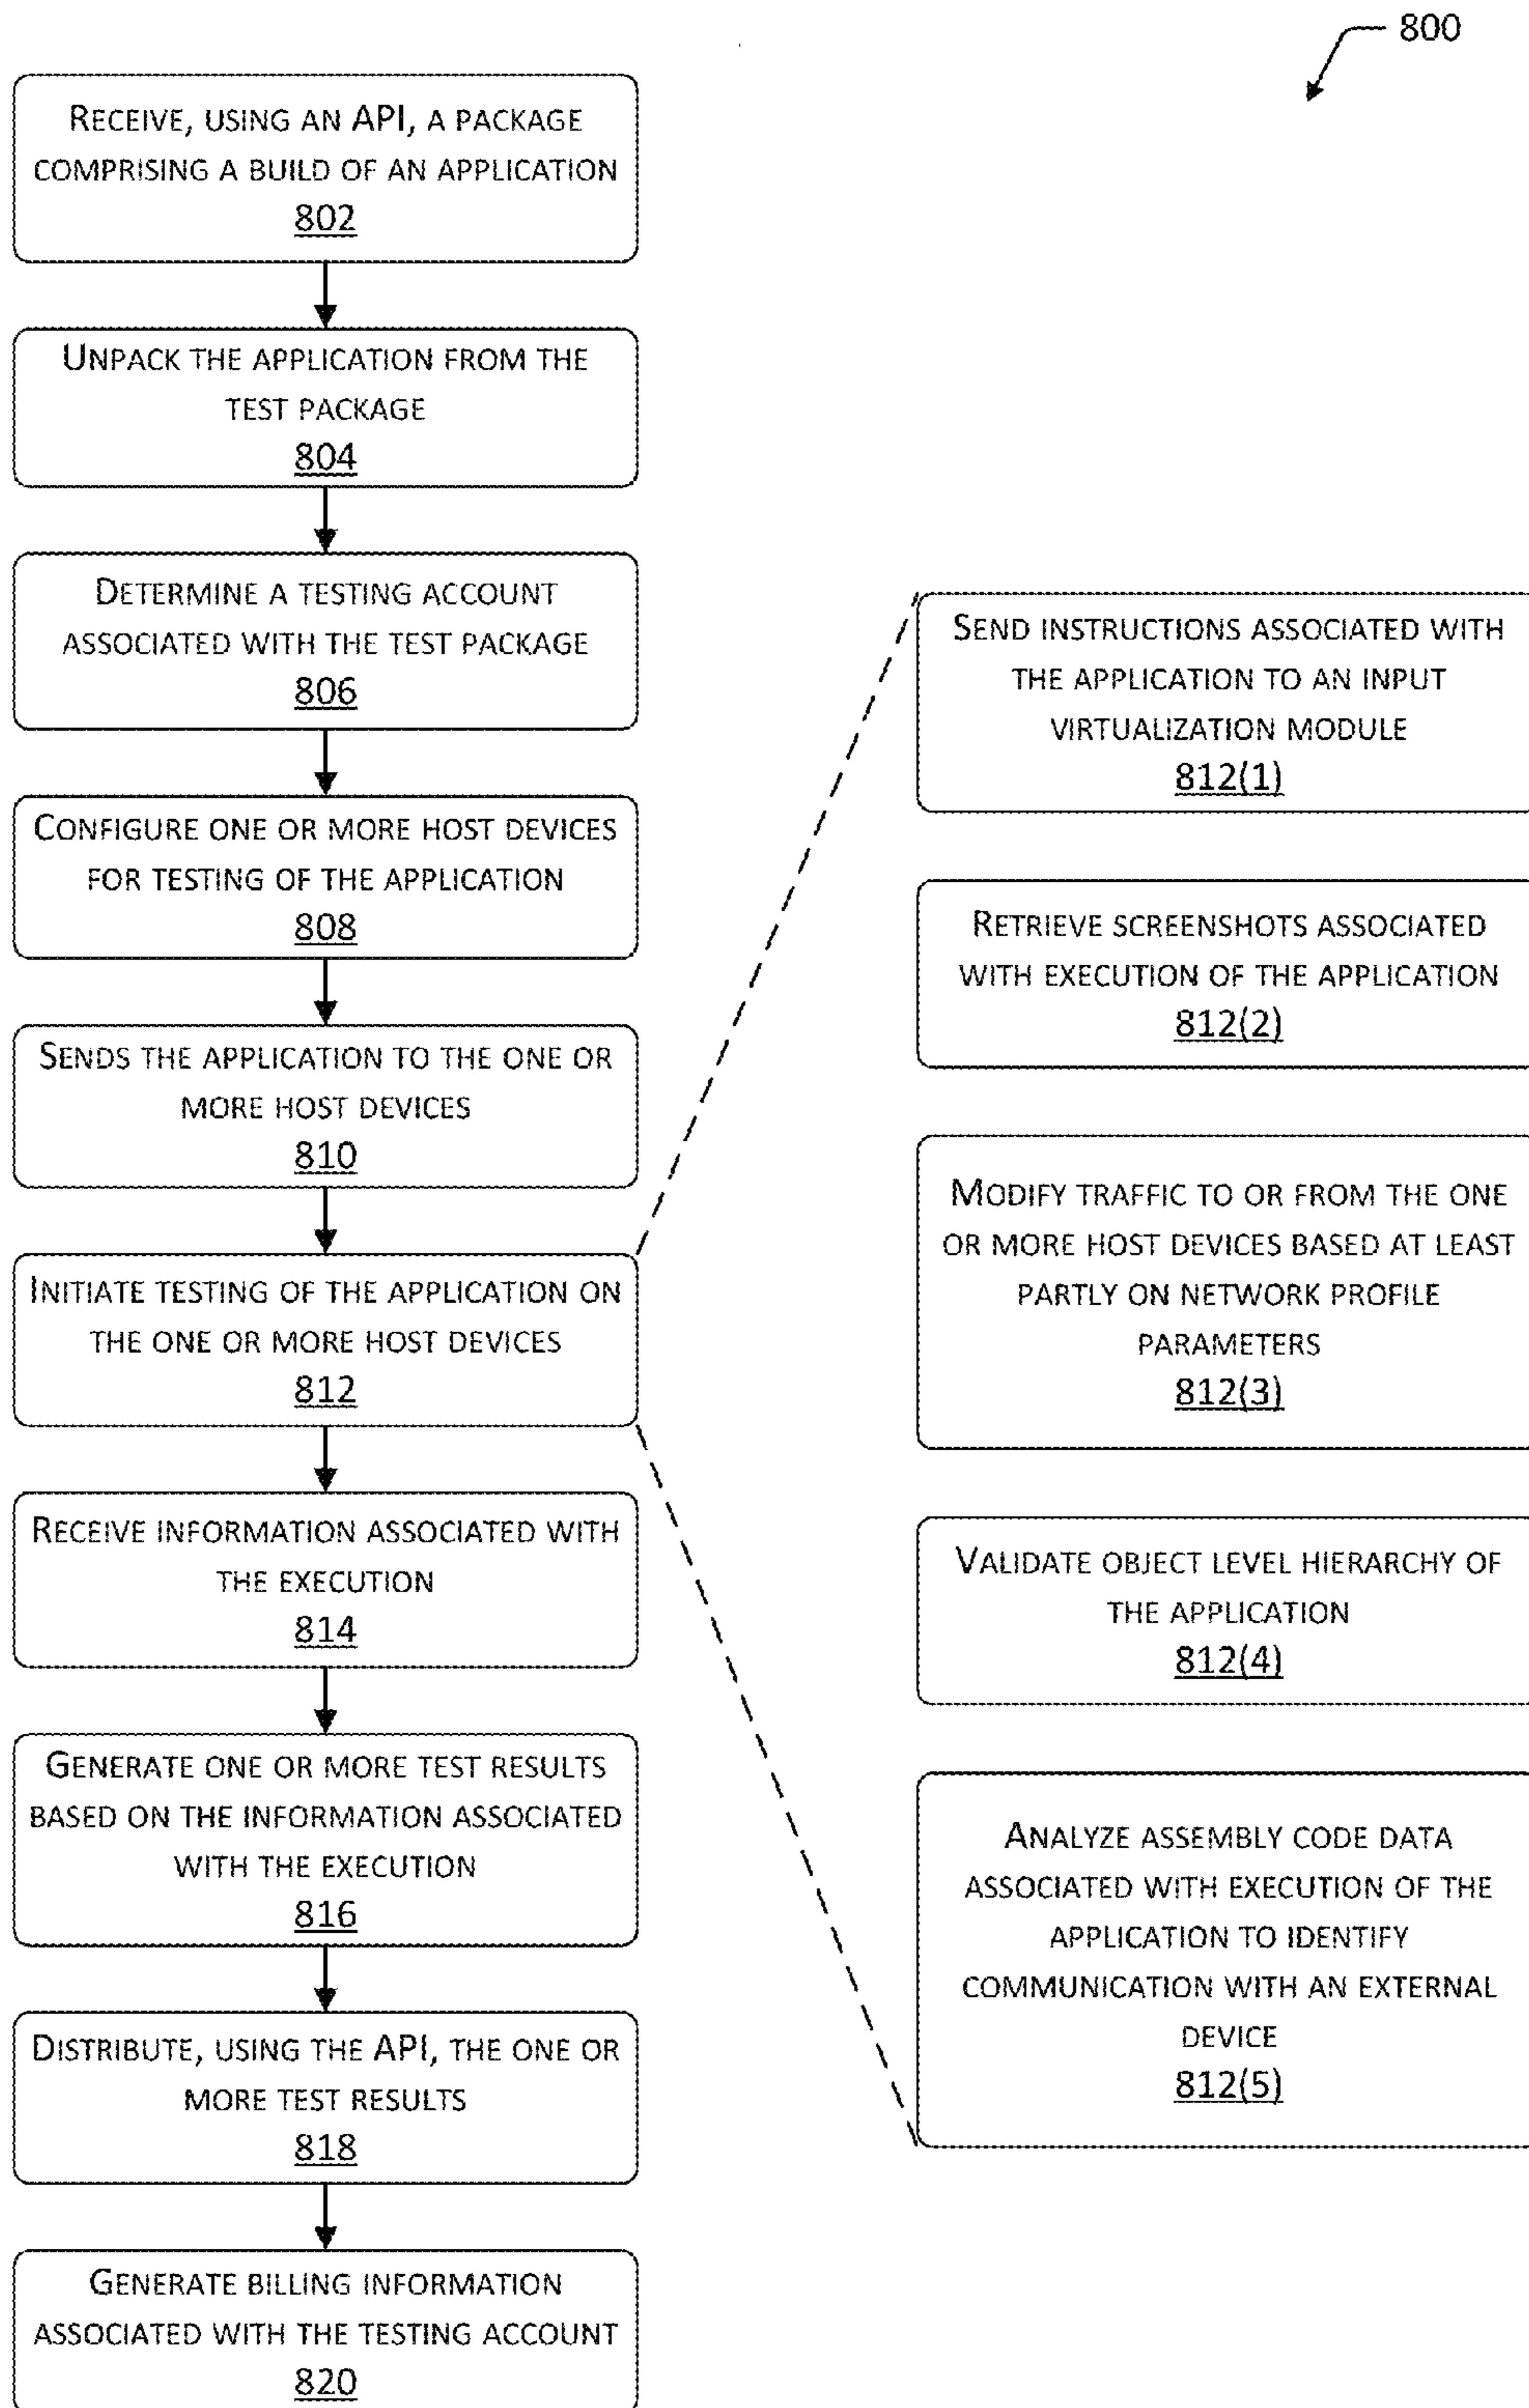 800
RECEIVE, USING AN API, A PACKAGE
COMPRISING A BUILD OF AN APPLICATION
802
UNPACK THE APPLICATION FROM THE
TEST PACKAGE
804
DETERMINE A TESTING ACCOUNT
ASSOCIATED WITH THE TEST PACKAGE
806
CONFIGURE ONE OR MORE HOST DEVICES
FOR TESTING OF THE APPLICATION
808
SENDS THE APPLICATION TO THE ONE OR
MORE HOST DEVICES
810
INITIATE TESTING OF THE APPLICATION ON
THE ONE OR MORE HOST DEVICES
812
RECEIVE INFORMATION ASSOCIATED WITH
THE EXECUTION
814
GENERATE ONE OR MORE TEST RESULTS
BASED ON THE INFORMATION ASSOCIATED
WITH THE EXECUTION
816
DISTRIBUTE, USING THE API, THE ONE OR
MORE TEST RESULTS
818
GENERATE BILLING INFORMATION
ASSOCIATED WITH THE TESTING ACCOUNT
820
SEND INSTRUCTIONS ASSOCIATED WITH
THE APPLICATION TO AN INPUT
VIRTUALIZATION MODULE
812(1)
RETRIEVE SCREENSHOTS ASSOCIATED
WITH EXECUTION OF THE APPLICATION
812(2)
MODIFY TRAFFIC TO OR FROM THE ONE
OR MORE HOST DEVICES BASED AT LEAST
PARTLY ON NETWORK PROFILE
PARAMETERS
812(3)
VALIDATE OBJECT LEVEL HIERARCHY OF
THE APPLICATION
812(4)
ANALYZE ASSEMBLY CODE DATA
ASSOCIATED WITH EXECUTION OF THE
APPLICATION TO IDENTIFY
COMMUNICATION WITH AN EXTERNAL
DEVICE
812(5)